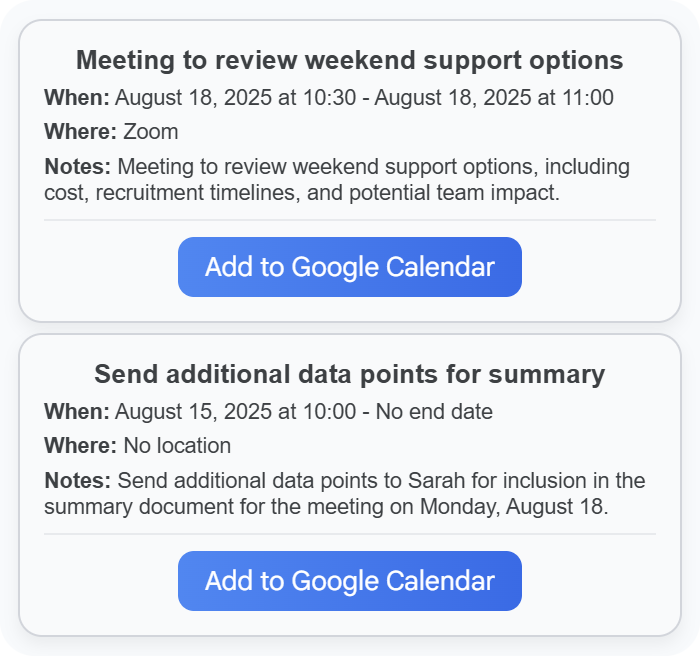 Meeting to review weekend support options
When: August 18, 2025 at 10:30 - August 18, 2025 at 11:00
Where: Zoom
Notes: Meeting to review weekend support options, including
cost, recruitment timelines, and potential team impact.
Add to Google Calendar
Send additional data points for summary
When: August 15, 2025 at 10:00 - No end date
Where: No location
Notes: Send additional data points to Sarah for inclusion in the
summary document for the meeting on Monday, August 18.
Add to Google Calendar